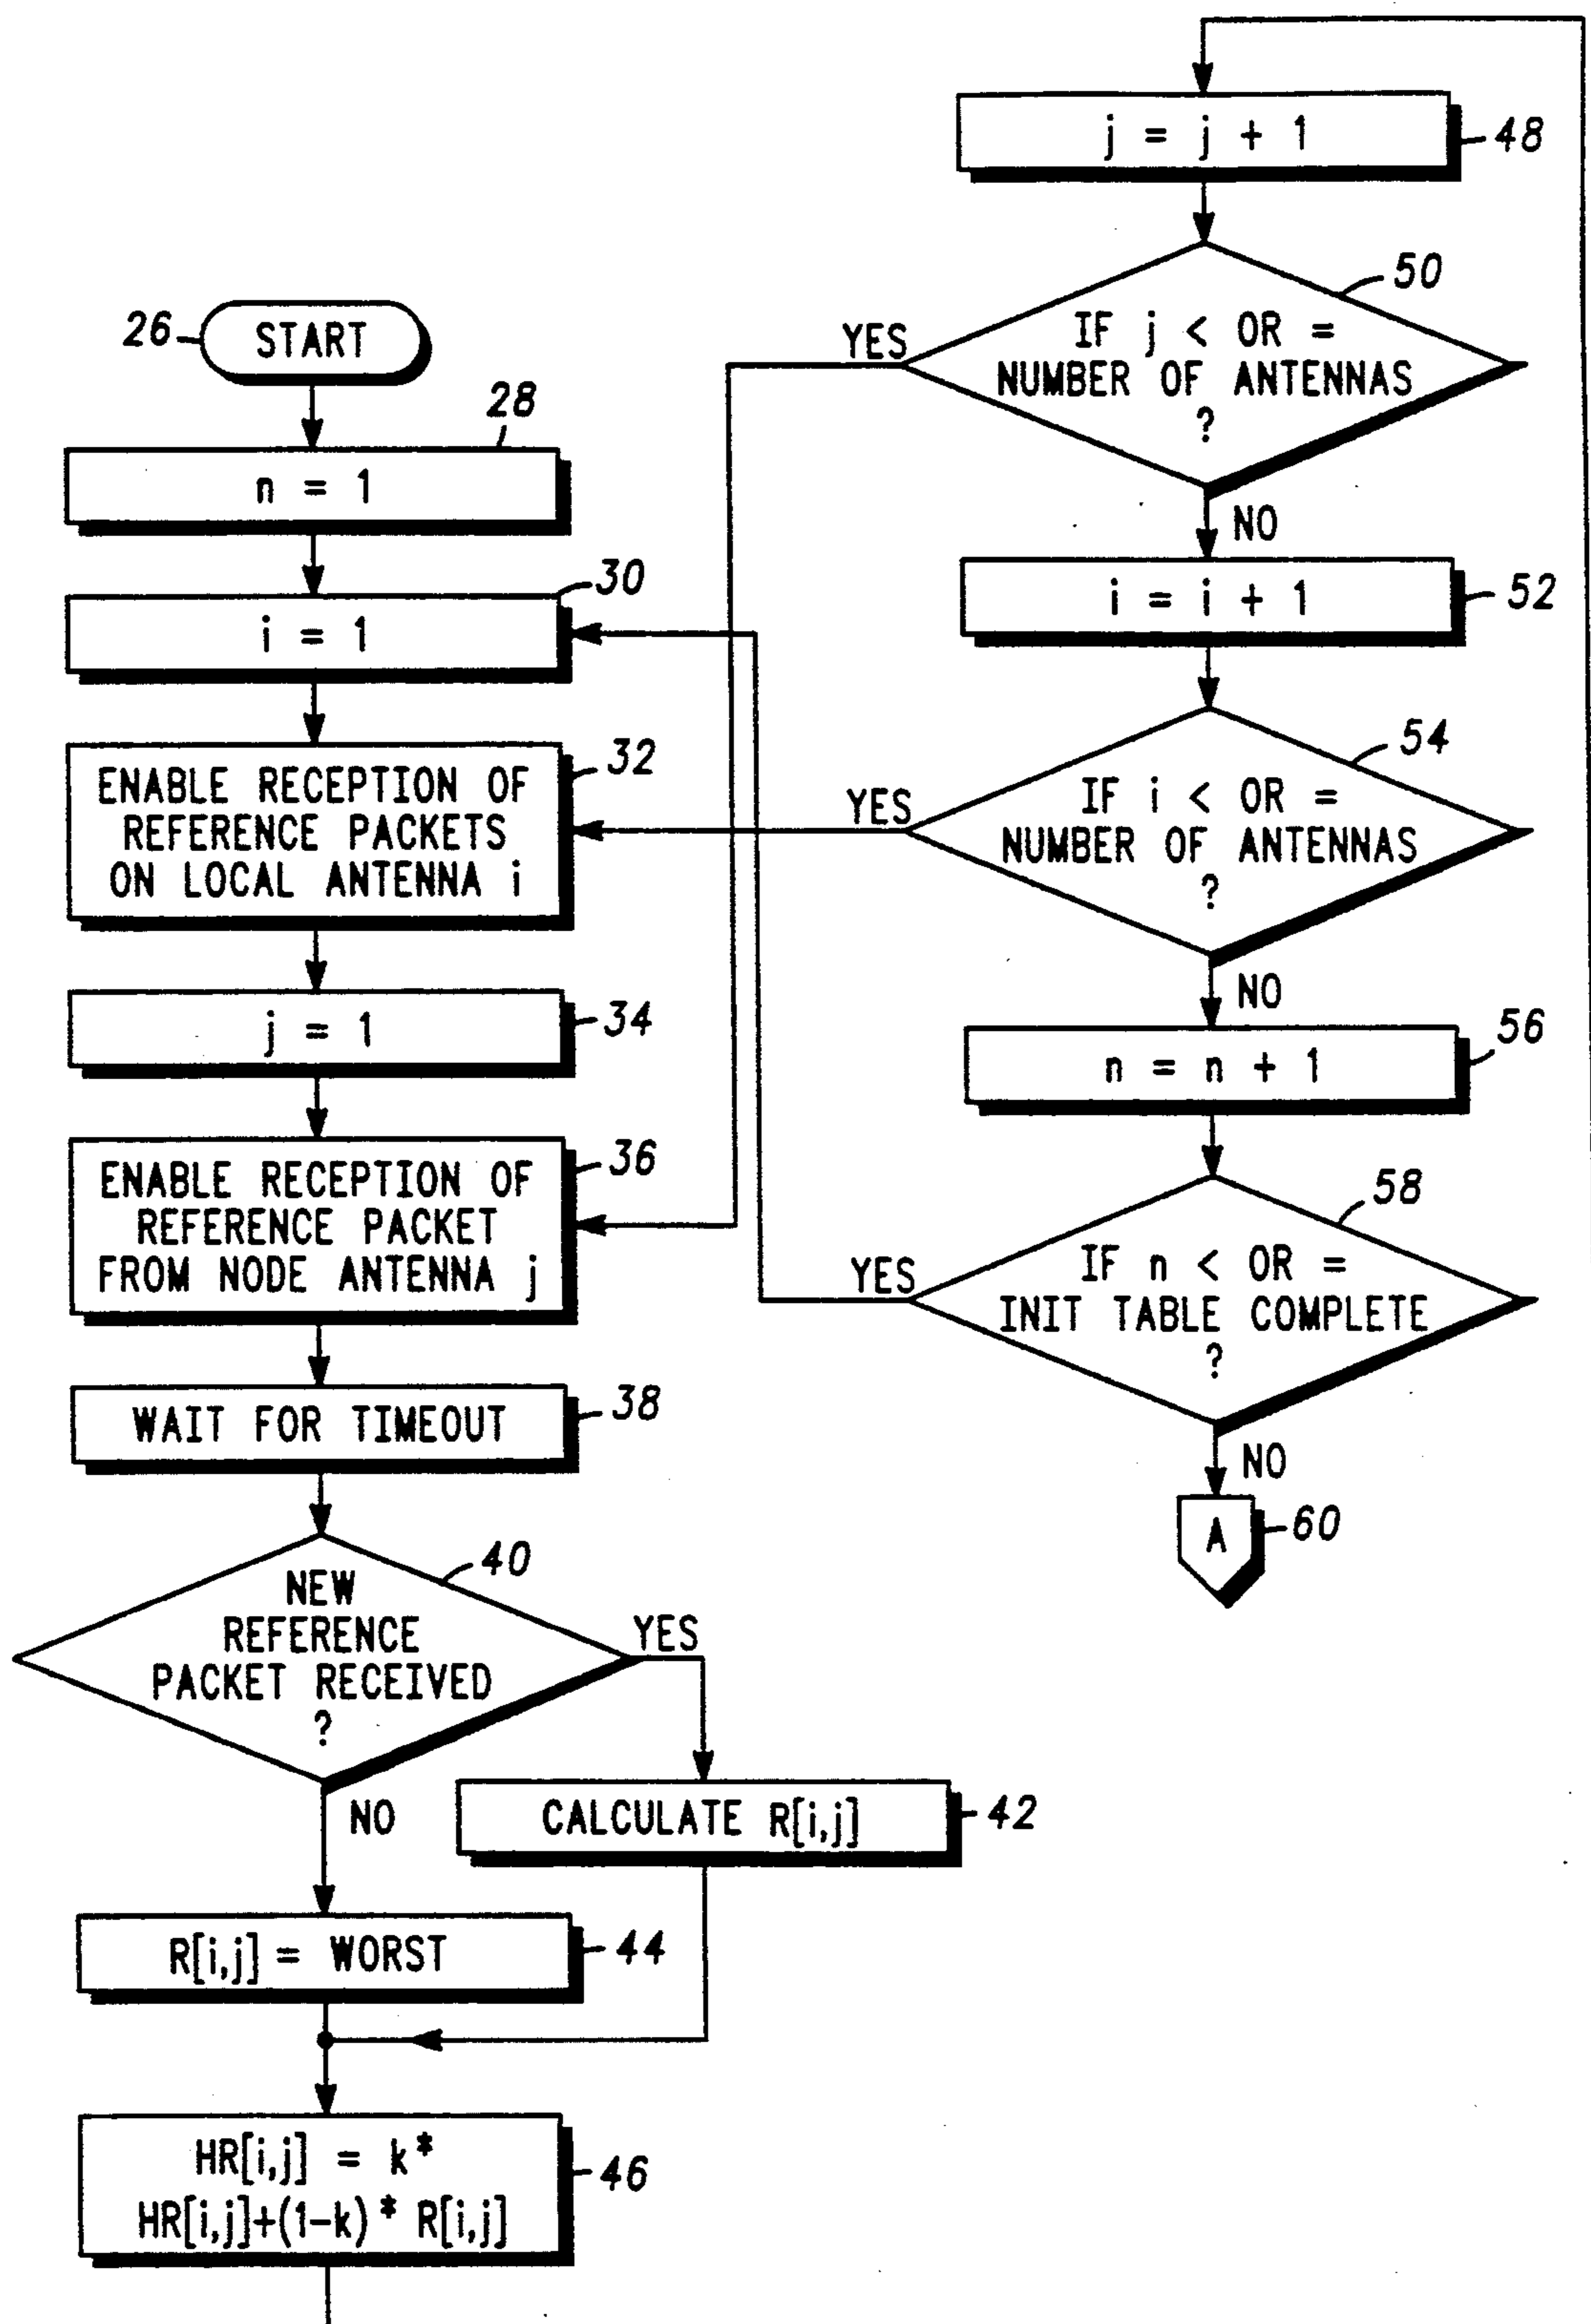 26
START
28
n = 1
30
i = 1
32
ENABLE RECEPTION OF
REFERENCE PACKETS
ON LOCAL ANTENNA i
34
j = 1
36
ENABLE RECEPTION OF
REFERENCE PACKET
FROM NODE ANTENNA j
38
WAIT FOR TIMEOUT
40
NEW
REFERENCE
PACKET RECEIVED
?
YES
NO
CALCULATE R[i,j]
42
R[i,j] = WORST
44
HR[i,j] = k*
HR[i,j]+(1-k)* R[i,j]
46
j = j + 1
48
50
IF j < OR =
NUMBER OF ANTENNAS
?
YES
NO
i = i + 1
52
54
IF i < OR =
NUMBER OF ANTENNAS
?
YES
NO
n = n + 1
56
58
IF n < OR =
INIT TABLE COMPLETE
?
YES
NO
A
60